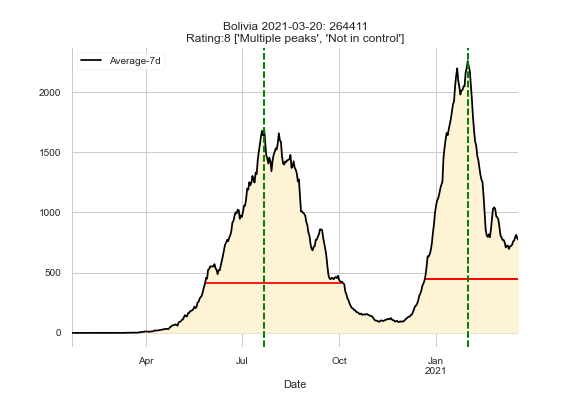 Bolivia 2021-03-20: 264411
Rating:8 ['Multiple peaks', 'Not in control']
Average-7d
2000
1500
1000
500
0
Apr
Jul
Oct
Jan
2021
Date